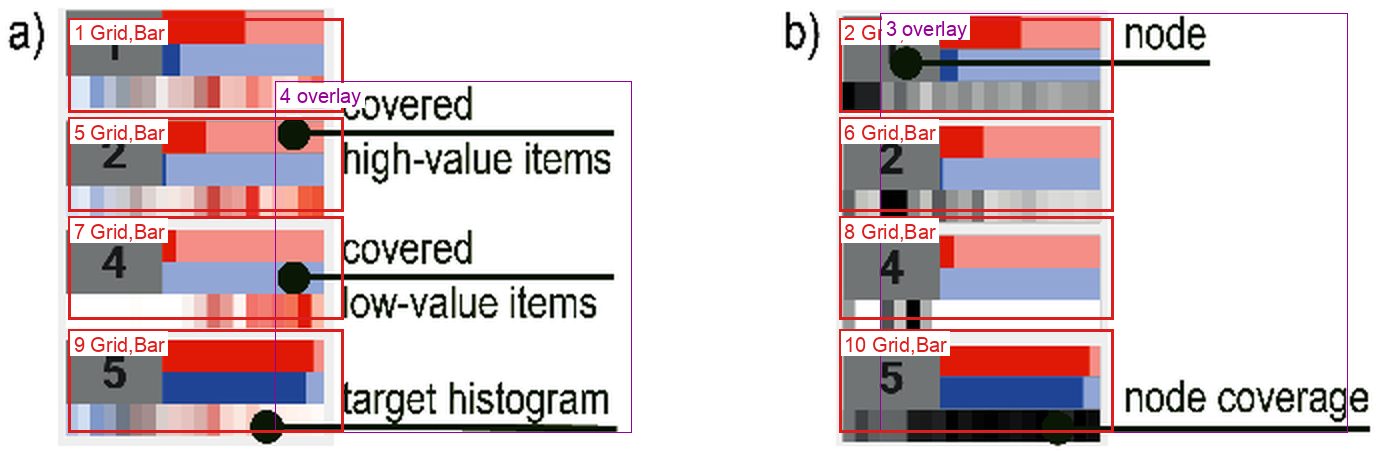 a)
1 Grid,Bar
4 overlay
covered
5 Grid,Bar
2
high-value items
7 Grid,Bar
4
covered
low-value items
9 Grid,Bar
5
target histogram
b)
3 overlay
node
6 Grid,Bar
2
8 Grid,Bar
4
10 Grid,Bar
5
node coverage